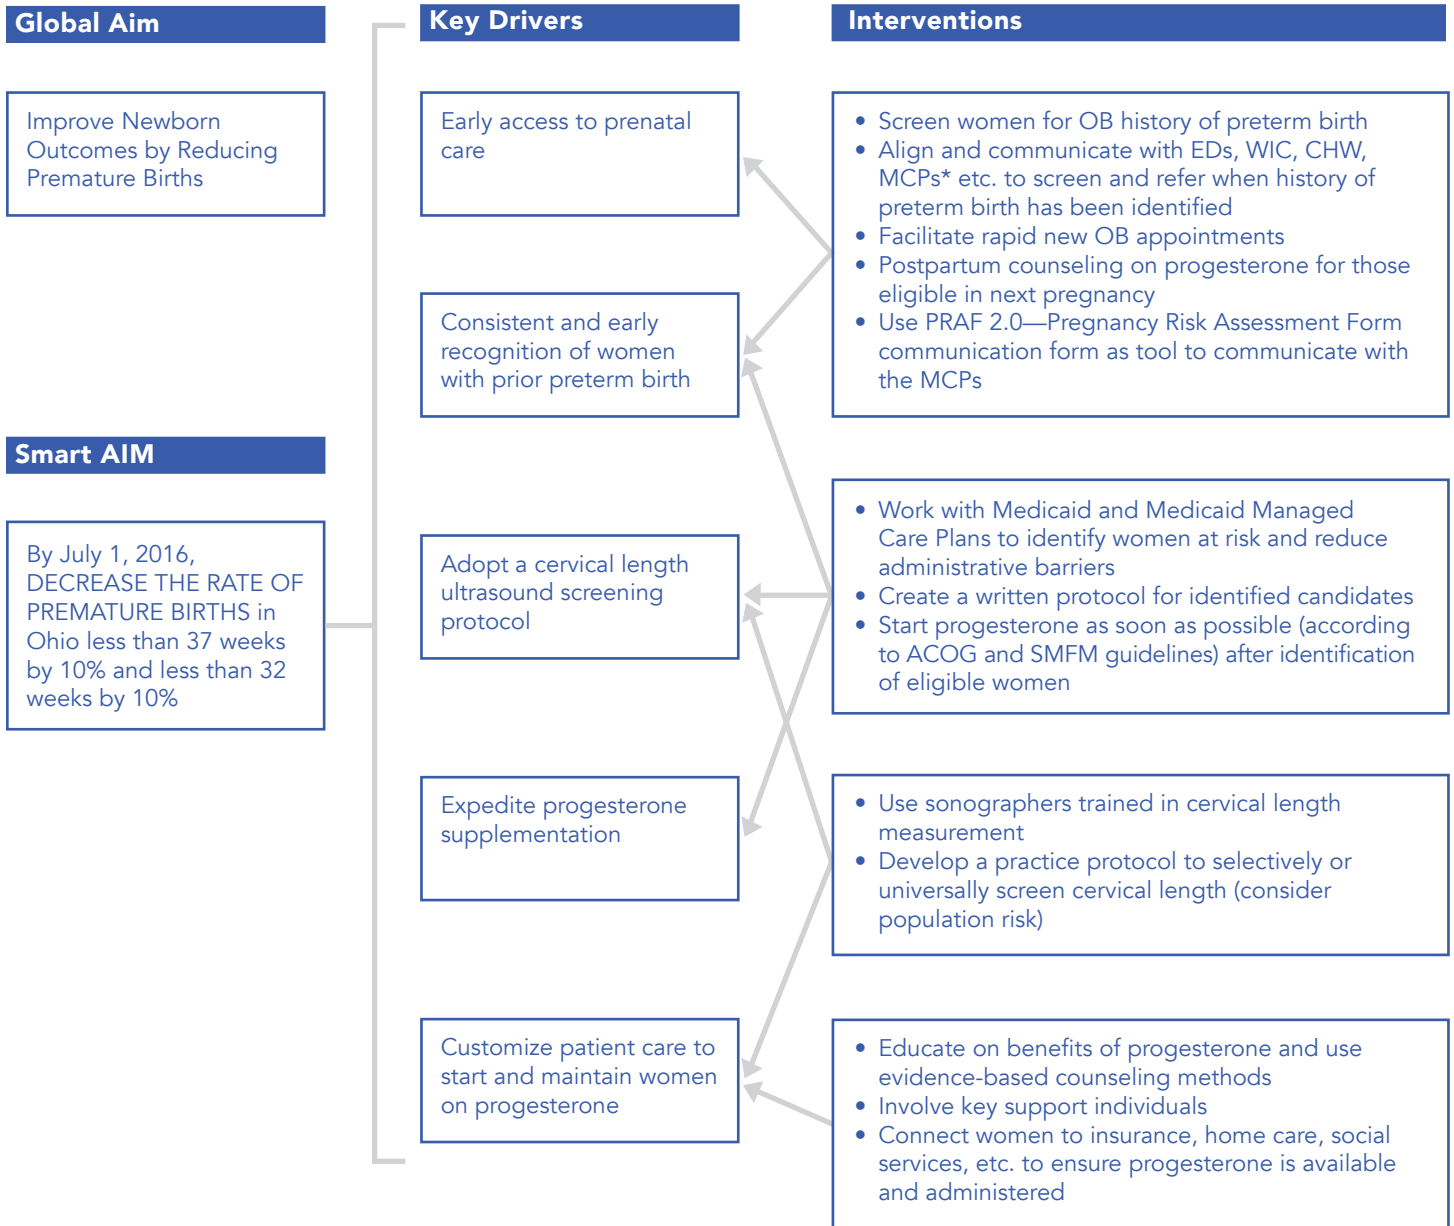 Global Aim
Improve Newborn
Outcomes by Reducing
Premature Births
Smart AIM
By July 1, 2016,
DECREASE THE RATE OF
PREMATURE BIRTHS in
Ohio less than 37 weeks
by 10% and less than 32
weeks by 10%
Key Drivers
Early access to prenatal
care
Consistent and early
recognition of women
with prior preterm birth
Adopt a cervical length
ultrasound screening
protocol
Expedite progesterone
supplementation
Customize patient care to
start and maintain women
on progesterone
Interventions
• Screen women for OB history of preterm birth
• Align and communicate with EDs, WIC, CHW,
MCPs* etc. to screen and refer when history of
preterm birth has been identified
• Facilitate rapid new OB appointments
• Postpartum counseling on progesterone for those
eligible in next pregnancy
• Use PRAF 2.0—Pregnancy Risk Assessment Form
communication form as tool to communicate with
the MCPs
• Work with Medicaid and Medicaid Managed
Care Plans to identify women at risk and reduce
administrative barriers
• Create a written protocol for identified candidates
• Start progesterone as soon as possible (according
to ACOG and SMFM guidelines) after identification
of eligible women
• Use sonographers trained in cervical length
measurement
• Develop a practice protocol to selectively or
universally screen cervical length (consider
population risk)
• Educate on benefits of progesterone and use
evidence-based counseling methods
• Involve key support individuals
• Connect women to insurance, home care, social
services, etc. to ensure progesterone is available
and administered